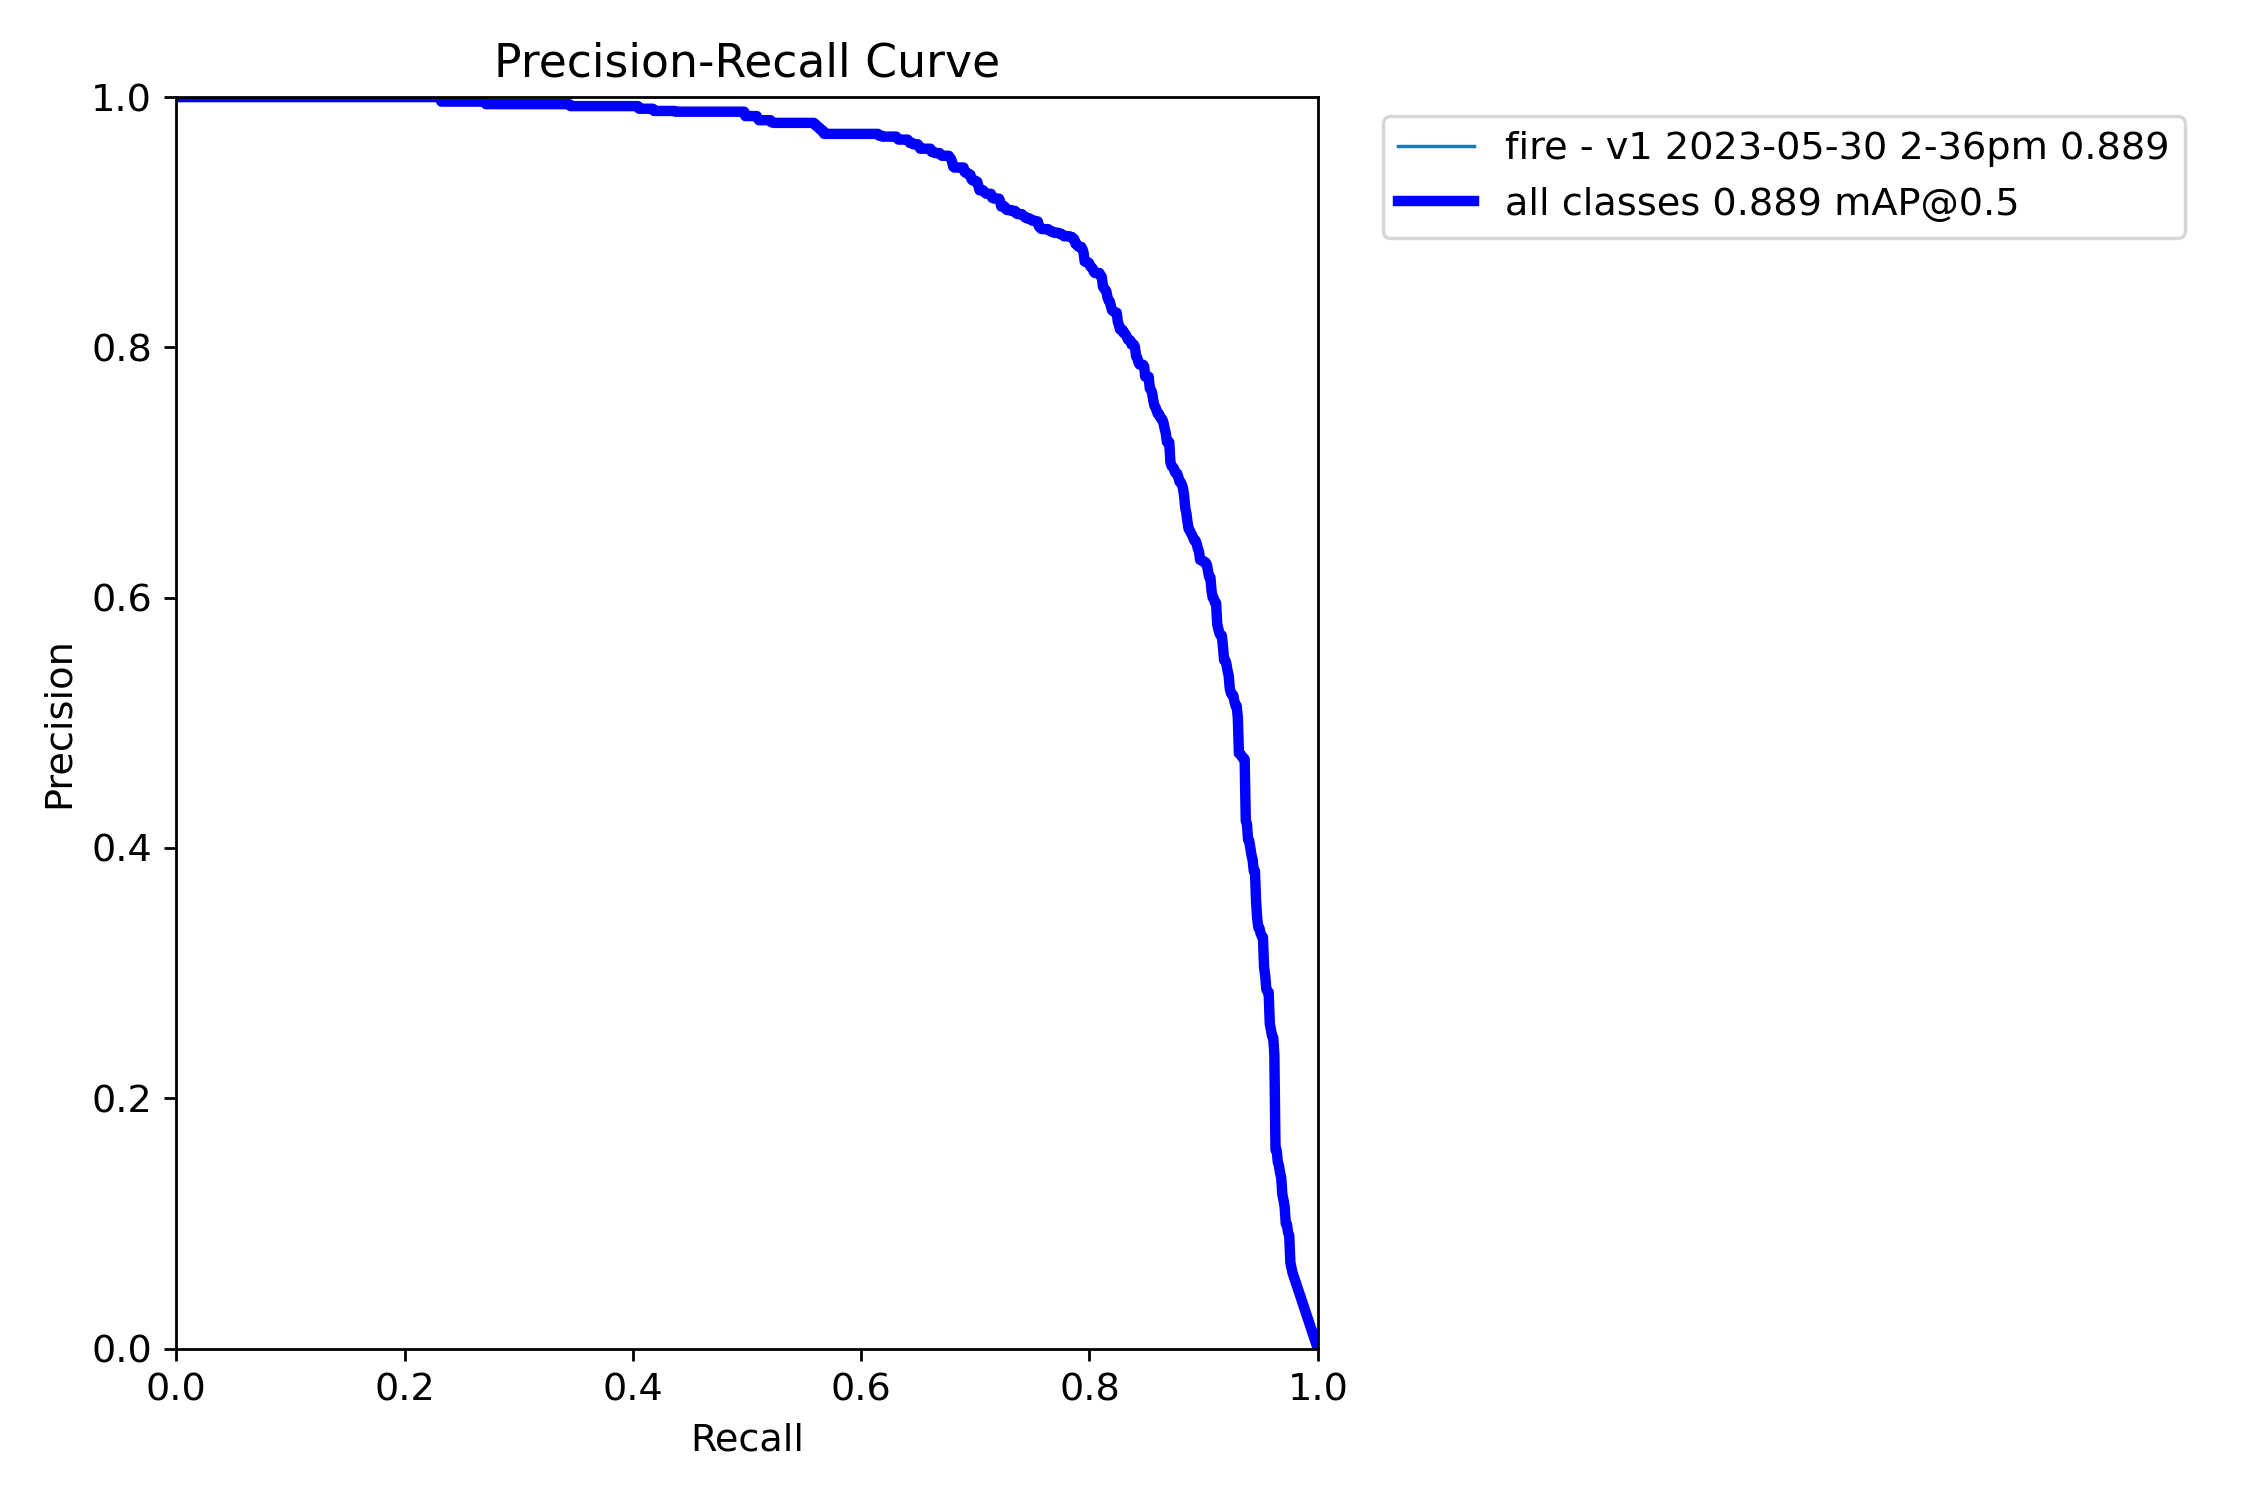 Precision-Recall Curve
1.0
0.8
0.6
0.4
0.2
0.0
Precision
0.0 0.2 0.4 0.6 0.8 1.0
Recall
fire - v1 2023-05-30 2-36pm 0.889
all classes 0.889 mAP@0.5